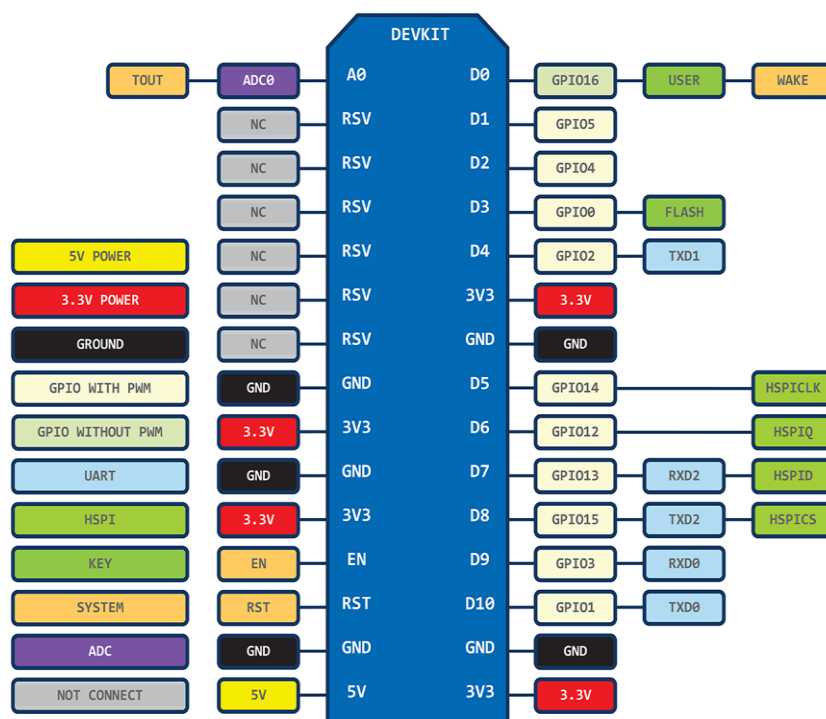 DEVKIT
TOUT ADC0 A0 D0 GPIO16 USER WAKE
NC RSV D1 GPIO5
NC RSV D2 GPIO4
NC RSV D3 GPIO0 FLASH
5V POWER NC RSV D4 GPIO2 TXD1
3.3V POWER NC RSV 3V3 3.3V
GROUND NC RSV GND GND
GPIO WITH PWM GND GND D5 GPIO14 HSPICLK
GPIO WITHOUT PWM 3.3V 3V3 D6 GPIO12 HSPIQ
UART GND GND D7 GPIO13 RXD2 HSPID
HSPI 3.3V 3V3 D8 GPIO15 TXD2 HSPICS
KEY EN EN D9 GPIO3 RXD0
SYSTEM RST RST D10 GPIO1 TXD0
ADC GND GND GND GND
NOT CONNECT 5V 5V 3V3 3.3V